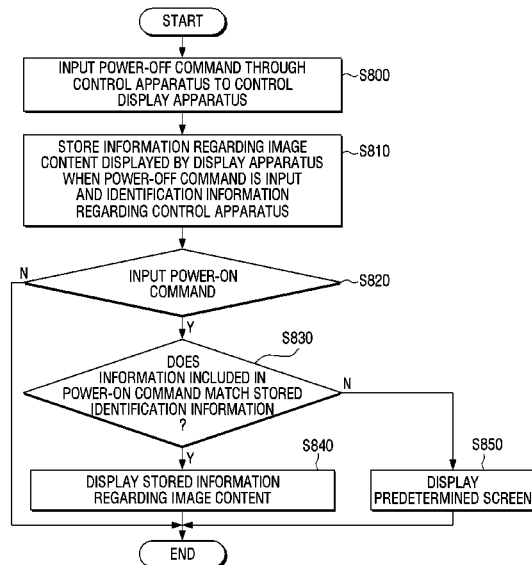 START
INPUT POWER-OFF COMMAND THROUGH
CONTROL APPARATUS TO CONTROL
DISPLAY APPARATUS
S800
STORE INFORMATION REGARDING IMAGE
CONTENT DISPLAYED BY DISPLAY APPARATUS
WHEN POWER-OFF COMMAND IS INPUT
AND IDENTIFICATION INFORMATION
REGARDING CONTROL APPARATUS
S810
N
INPUT POWER-ON
COMMAND
S820
Y
S830
DOES
INFORMATION INCLUDED IN
POWER-ON COMMAND MATCH STORED
IDENTIFICATION INFORMATION
?
N
Y
S840
DISPLAY STORED INFORMATION
REGARDING IMAGE CONTENT
S850
DISPLAY
PREDETERMINED SCREEN
END